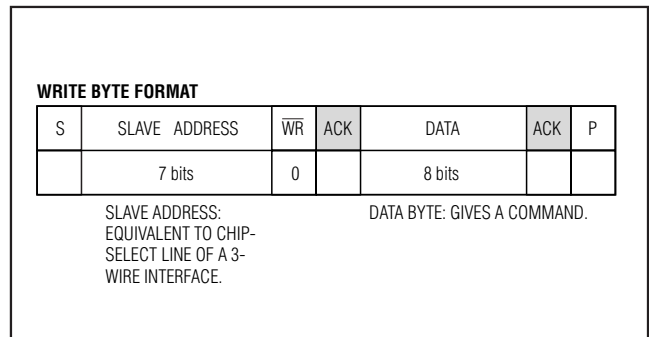 WRITE BYTE FORMAT
S SLAVE ADDRESS WR ACK DATA ACK P
7 bits 0 8 bits
SLAVE ADDRESS:
EQUIVALENT TO CHIP-
SELECT LINE OF A 3-
WIRE INTERFACE.
DATA BYTE: GIVES A COMMAND.